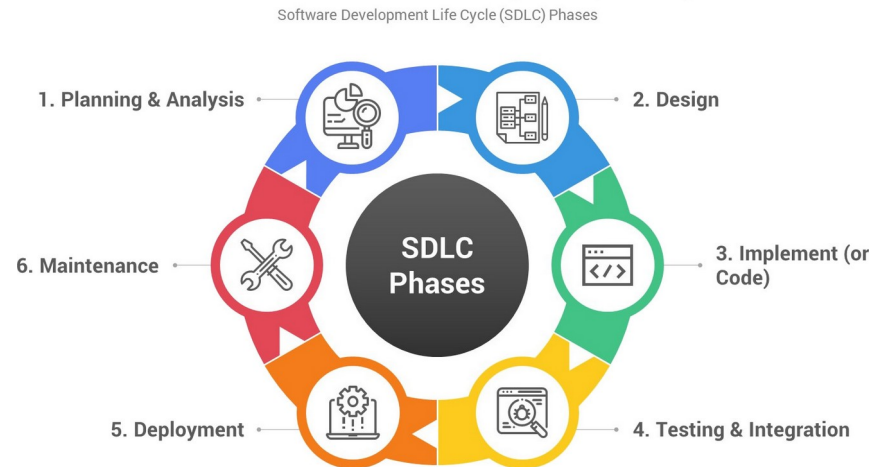 Software Development Life Cycle (SDLC) Phases
1. Planning & Analysis
2. Design
SDLC
Phases
6. Maintenance
3. Implement (or
Code)
5. Deployment
4. Testing & Integration